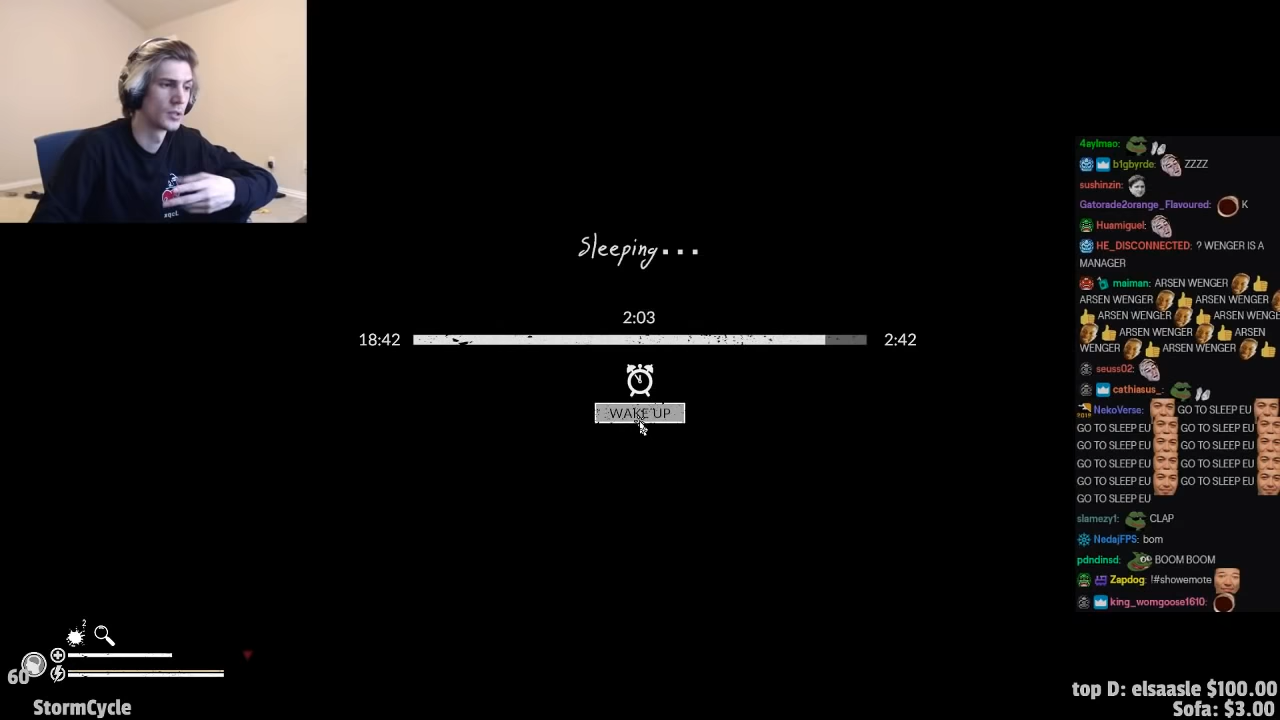 Sleeping...
2:03
18:42
2:42
WAKE UP
4aylmao:
b1gbyrde: ZZZZ
sushinzin:
Gatorade2orange_Flavoured: K
Huamiguel:
HE_DISCONNECTED: ? WENGER IS A
MANAGER
maiman: ARSEN WENGER
ARSEN WENGER ARSEN WENGER
ARSEN WENGER ARSEN WENGE
ARSEN WENGER ARSEN
WENGER ARSEN WENGER
seuss02:
cathiasus_:
NekoVerse: GO TO SLEEP EU
GO TO SLEEP EU GO TO SLEEP EU
GO TO SLEEP EU GO TO SLEEP EU
GO TO SLEEP EU GO TO SLEEP EU
GO TO SLEEP EU GO TO SLEEP EU
GO TO SLEEP EU
slamezy1: CLAP
NedajFPS: bom
pdndinsd: BOOM BOOM
Zapdog: !#showemote
king_womgoose1610:
2
60
StormCycle
top D: elsaasle $100.00
Sofa: $3.00